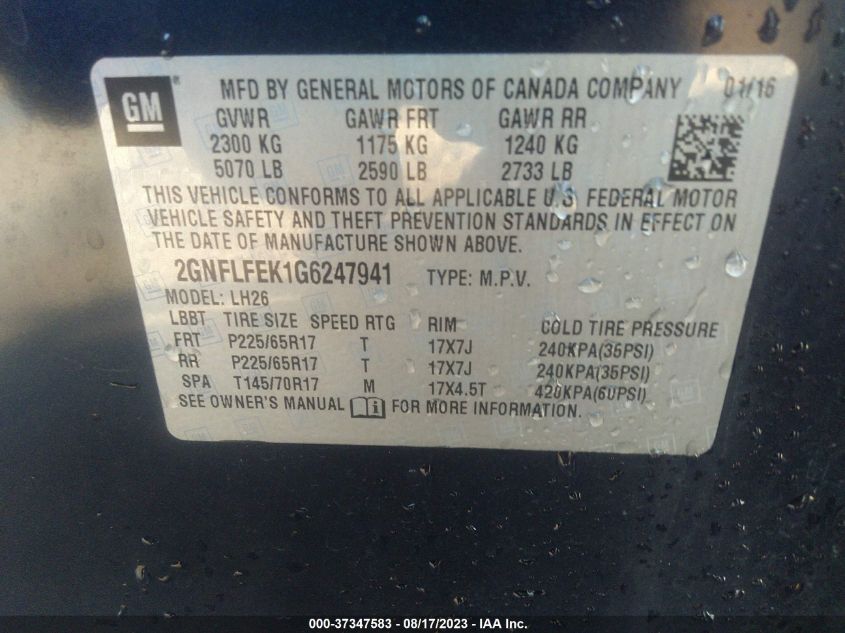 GM ® MFD BY GENERAL MOTORS OF CANADA COMPANY 01/16
GVWR GAWR FRT GAWR RR
2300 KG 1175 KG 1240 KG
5070 LB 2590 LB 2733 LB
THIS VEHICLE CONFORMS TO ALL APPLICABLE U.S. FEDERAL MOTOR
VEHICLE SAFETY AND THEFT PREVENTION STANDARDS IN EFFECT ON
THE DATE OF MANUFACTURE SHOWN ABOVE.
2GNFLFEK1G6247941 TYPE: M.P.V.
MODEL: LH26
LBBT TIRE SIZE SPEED RTG RIM COLD TIRE PRESSURE
FRT P225/65R17 T 17X7J 240KPA(35PSI)
RR P225/65R17 T 17X7J 240KPA(35PSI)
SPA T145/70R17 M 17X4.5T 420KPA(60PSI)
SEE OWNER'S MANUAL i FOR MORE INFORMATION.
000-37347583 — 08/17/2023 — IAA Inc.